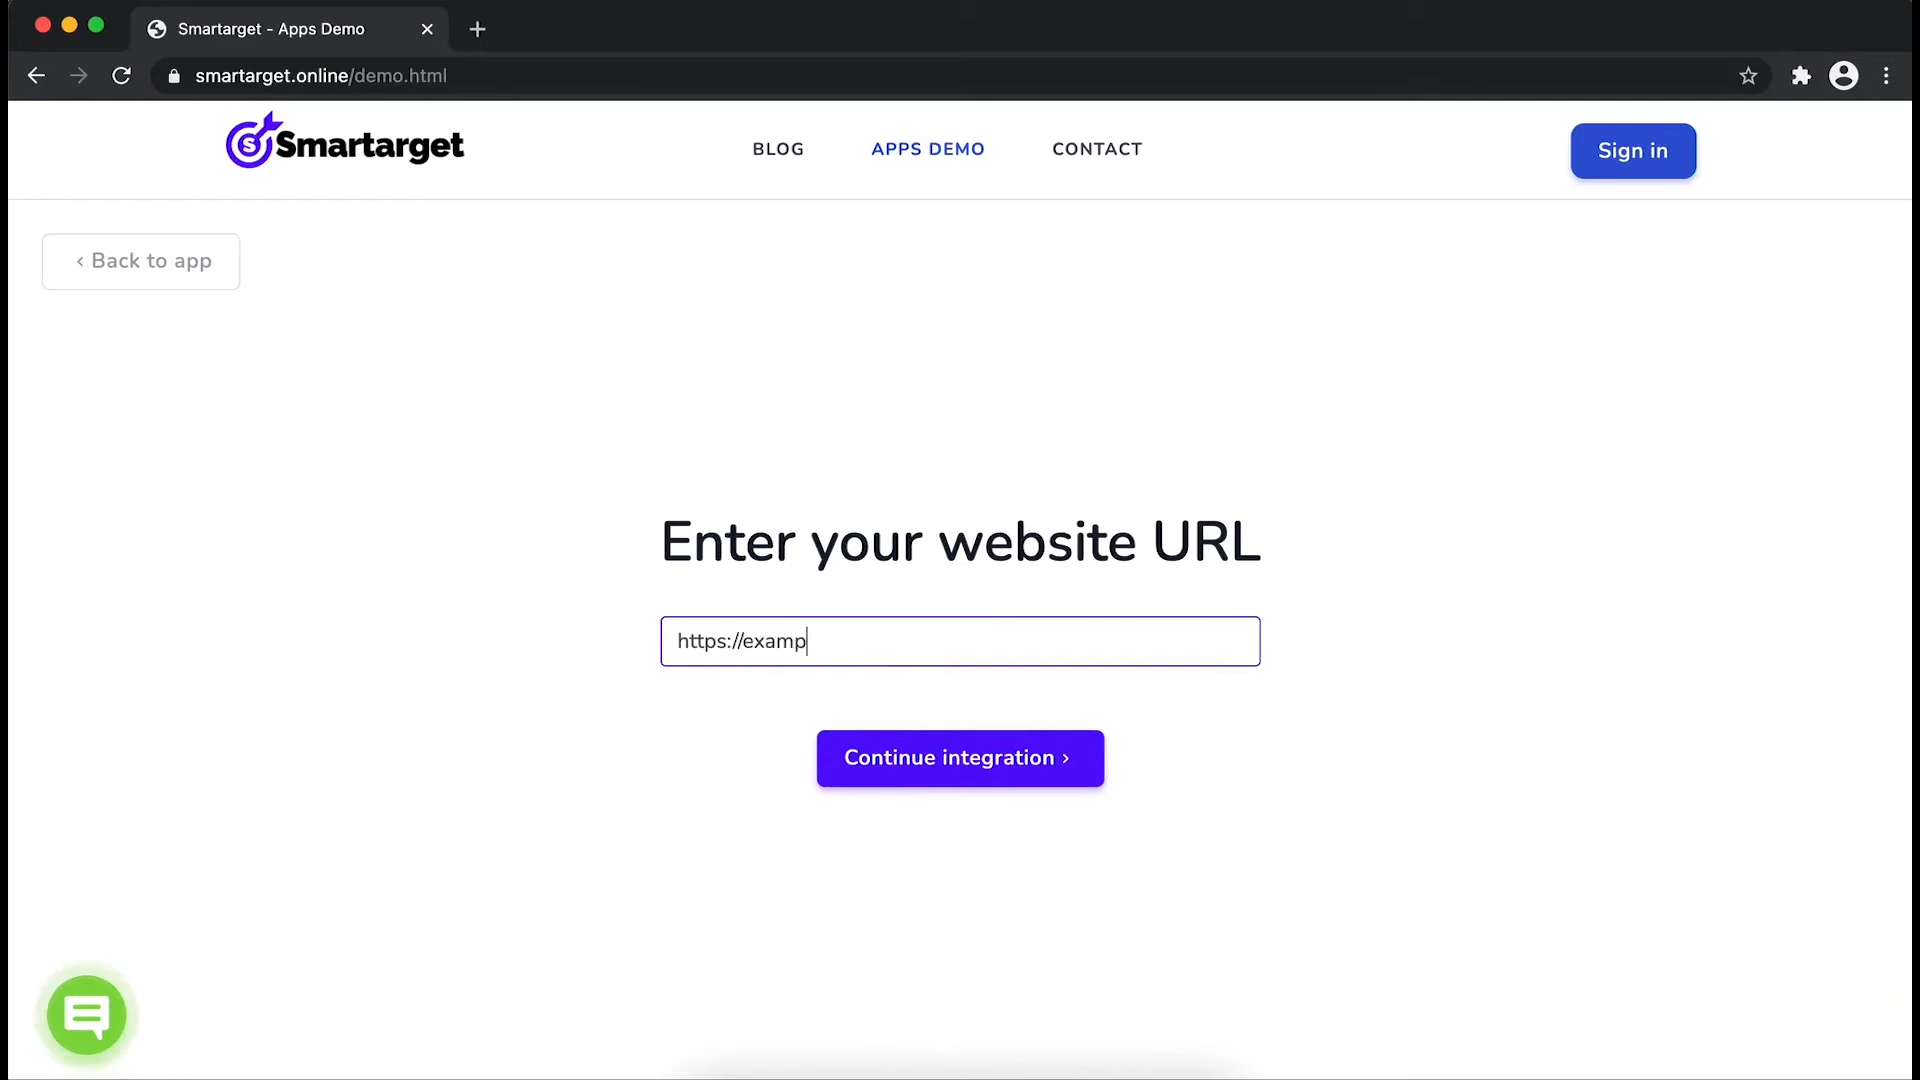 Smartarget - Apps Demo
smartarget.online/demo.html
Smartarget
BLOG
APPS DEMO
CONTACT
Sign in
‹ Back to app
Enter your website URL
https://examp
Continue integration ›